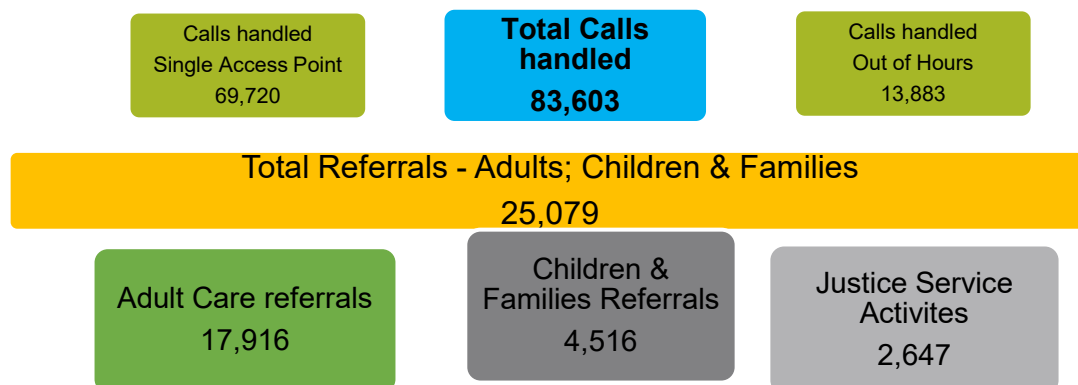 Calls handled
Single Access Point
69,720
Total Calls
handled
83,603
Calls handled
Out of Hours
13,883
Total Referrals - Adults; Children & Families
25,079
Adult Care referrals
17,916
Children &
Families Referrals
4,516
Justice Service
Activites
2,647